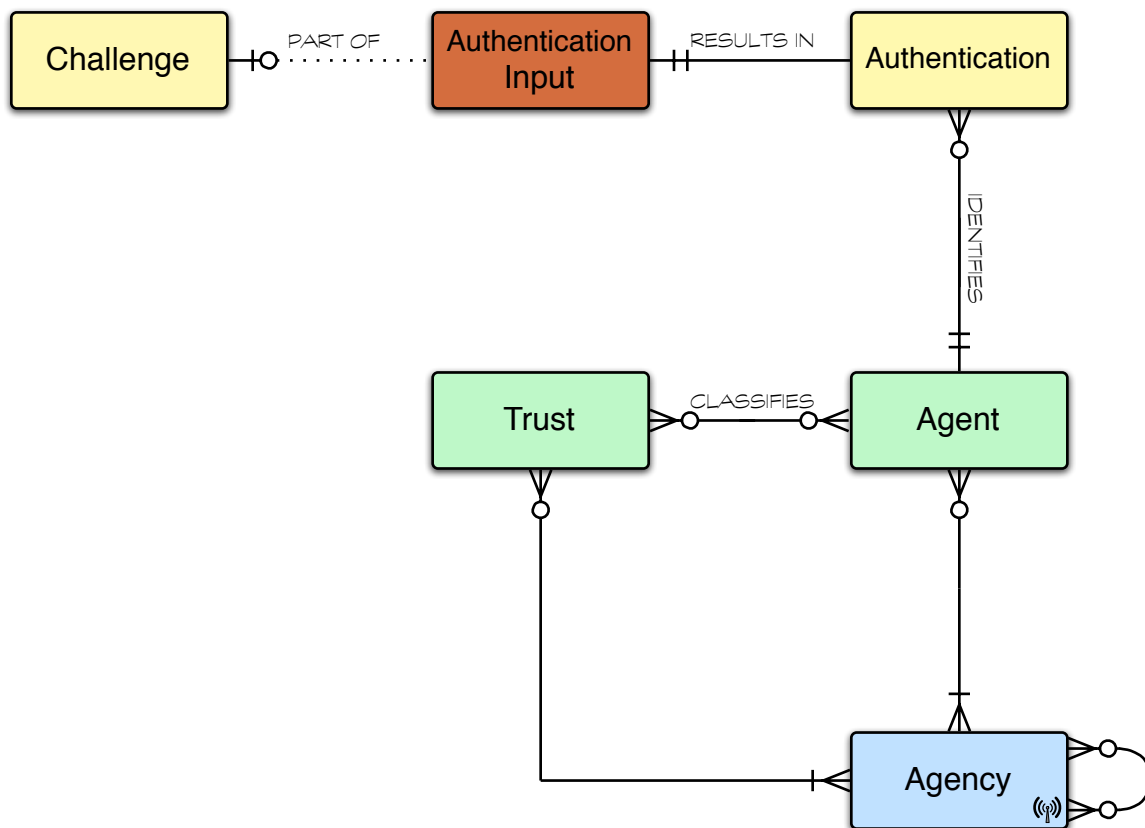 Challenge
PART OF
Authentication
Input
RESULTS IN
Authentication
IDENTIFIES
Trust
CLASSIFIES
Agent
Agency